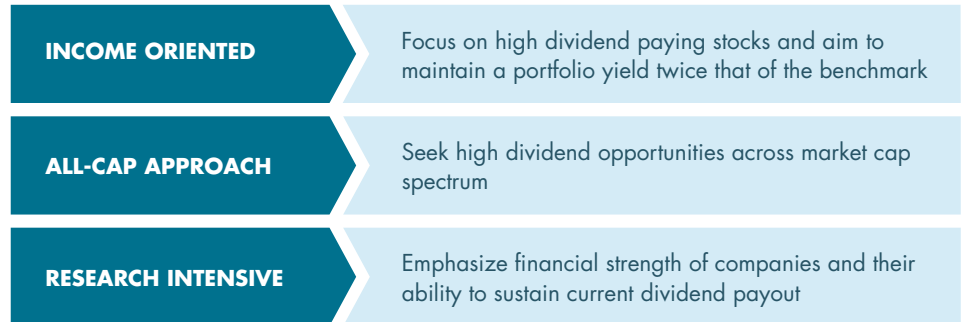 INCOME ORIENTED
Focus on high dividend paying stocks and aim to
maintain a portfolio yield twice that of the benchmark
ALL-CAP APPROACH
Seek high dividend opportunities across market cap
spectrum
RESEARCH INTENSIVE
Emphasize financial strength of companies and their
ability to sustain current dividend payout